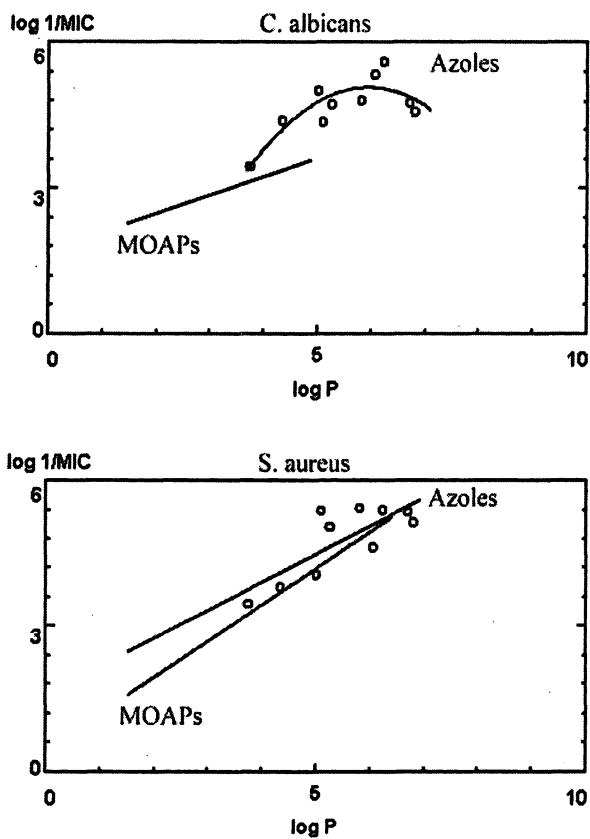 log 1/MIC
C. albicans
6
Azoles
3
MOAPs
0
0 5 10
log P
log 1/MIC
S. aureus
6
Azoles
3
MOAPs
0
0 5 10
log P